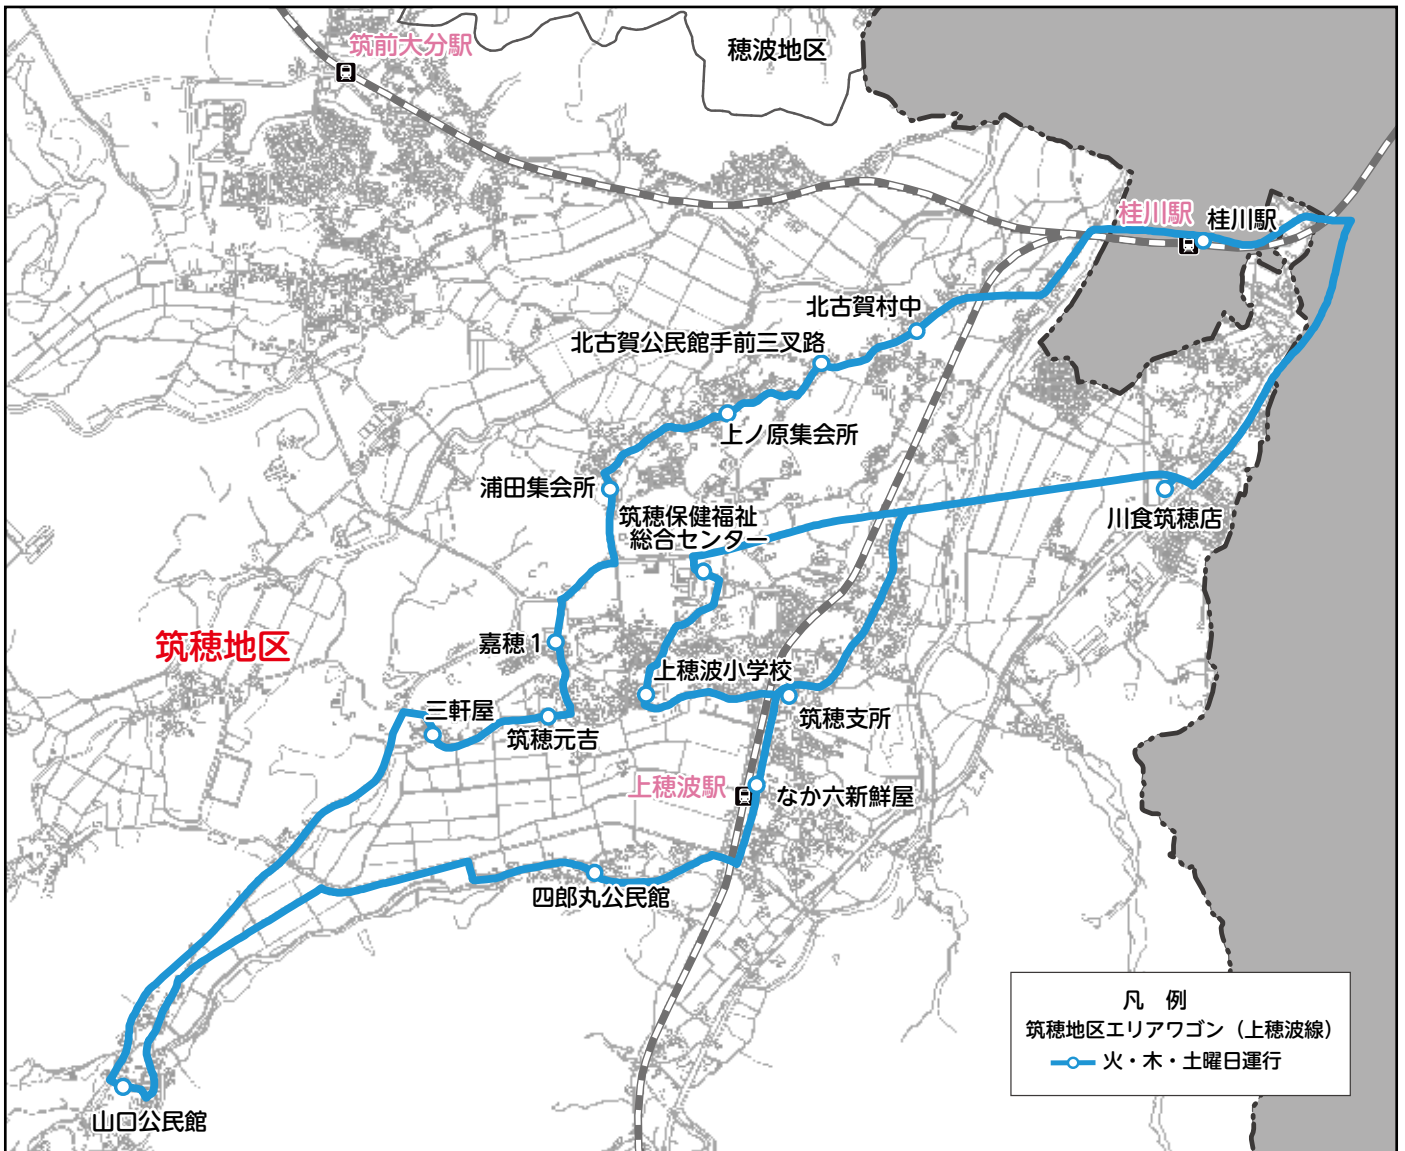 筑前大分駅
穂波地区
桂川駅
桂川駅
北古賀村中
北古賀公民館手前三叉路
上ノ原集会所
浦田集会所
筑穂保健福祉
総合センター
川食筑穂店
嘉穂1
筑穂地区
上穂波小学校
三軒屋
筑穂元吉
筑穂支所
上穂波駅
なか六新鮮屋
四郎丸公民館
山口公民館
凡 例
筑穂地区エリアワゴン（上穂波線）
火・木・土曜日運行